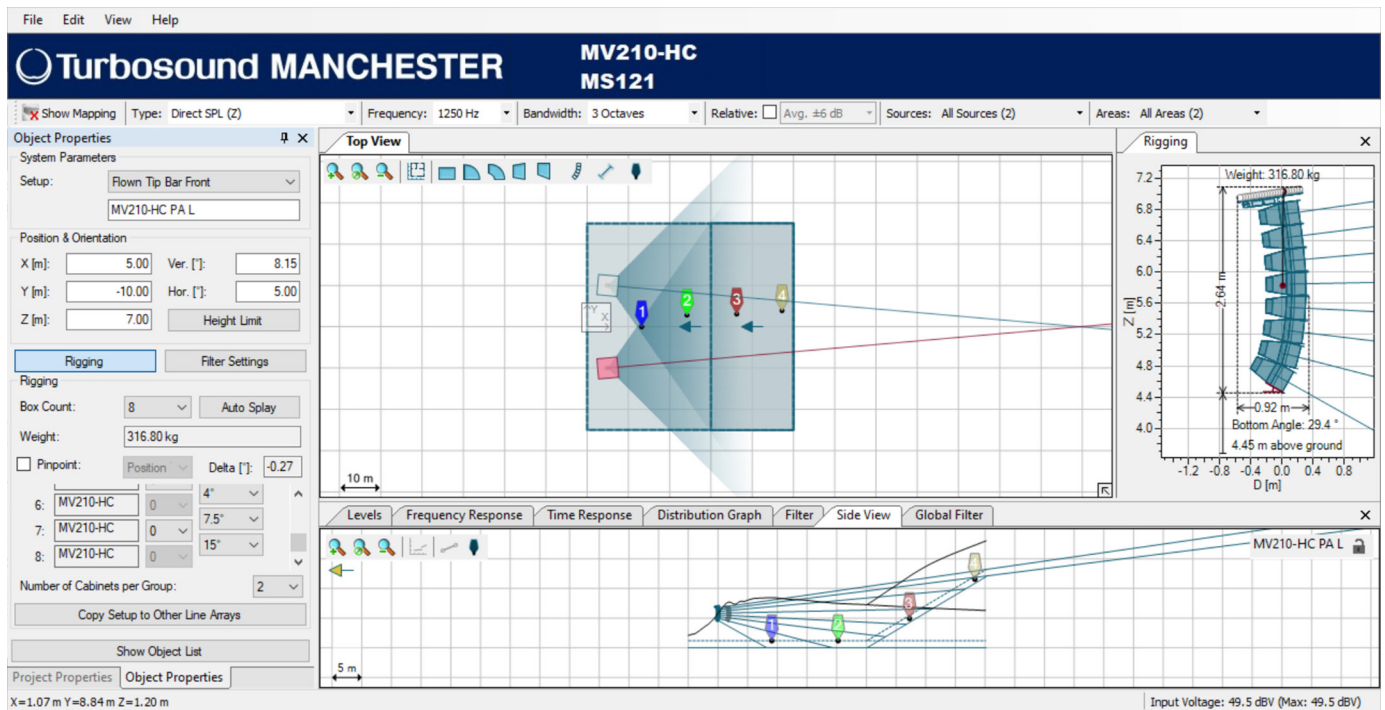 File Edit View Help
Turbosound MANCHESTER
MV210-HC
MS121
Show Mapping Type: Direct SPL (Z) Frequency: 1250 Hz Bandwidth: 3 Octaves Relative: Avg. ±6 dB Sources: All Sources (2) Areas: All Areas (2)
Object Properties
System Parameters
Setup: Flown Tip Bar Front
MV210-HC PA L
Position & Orientation
X [m]: 5.00 Ver. [°]: 8.15
Y [m]: -10.00 Hor. [°]: 5.00
Z [m]: 7.00 Height Limit
Rigging Filter Settings
Rigging
Box Count: 8 Auto Splay
Weight: 316.80 kg
Pinpoint: Position Delta [°]: -0.27
4°
6: MV210-HC 0
7.5°
7: MV210-HC 0
15°
8: MV210-HC 0
Number of Cabinets per Group: 2
Copy Setup to Other Line Arrays
Show Object List
Project Properties Object Properties
X=1.07 m Y=8.84 m Z=1.20 m
Top View
Y
X
1
2
3
4
10 m
Rigging
Weight: 316.80 kg
7.2
6.8
6.4
6.0
5.6
5.2
4.8
4.4
4.0
Z [m]
2.64 m
0.92 m
Bottom Angle: 29.4 °
4.45 m above ground
-1.2 -0.8 -0.4 0.0 0.4 0.8
D [m]
Levels Frequency Response Time Response Distribution Graph Filter Side View Global Filter
MV210-HC PA L
1
2
3
4
5 m
Input Voltage: 49.5 dBV (Max: 49.5 dBV)